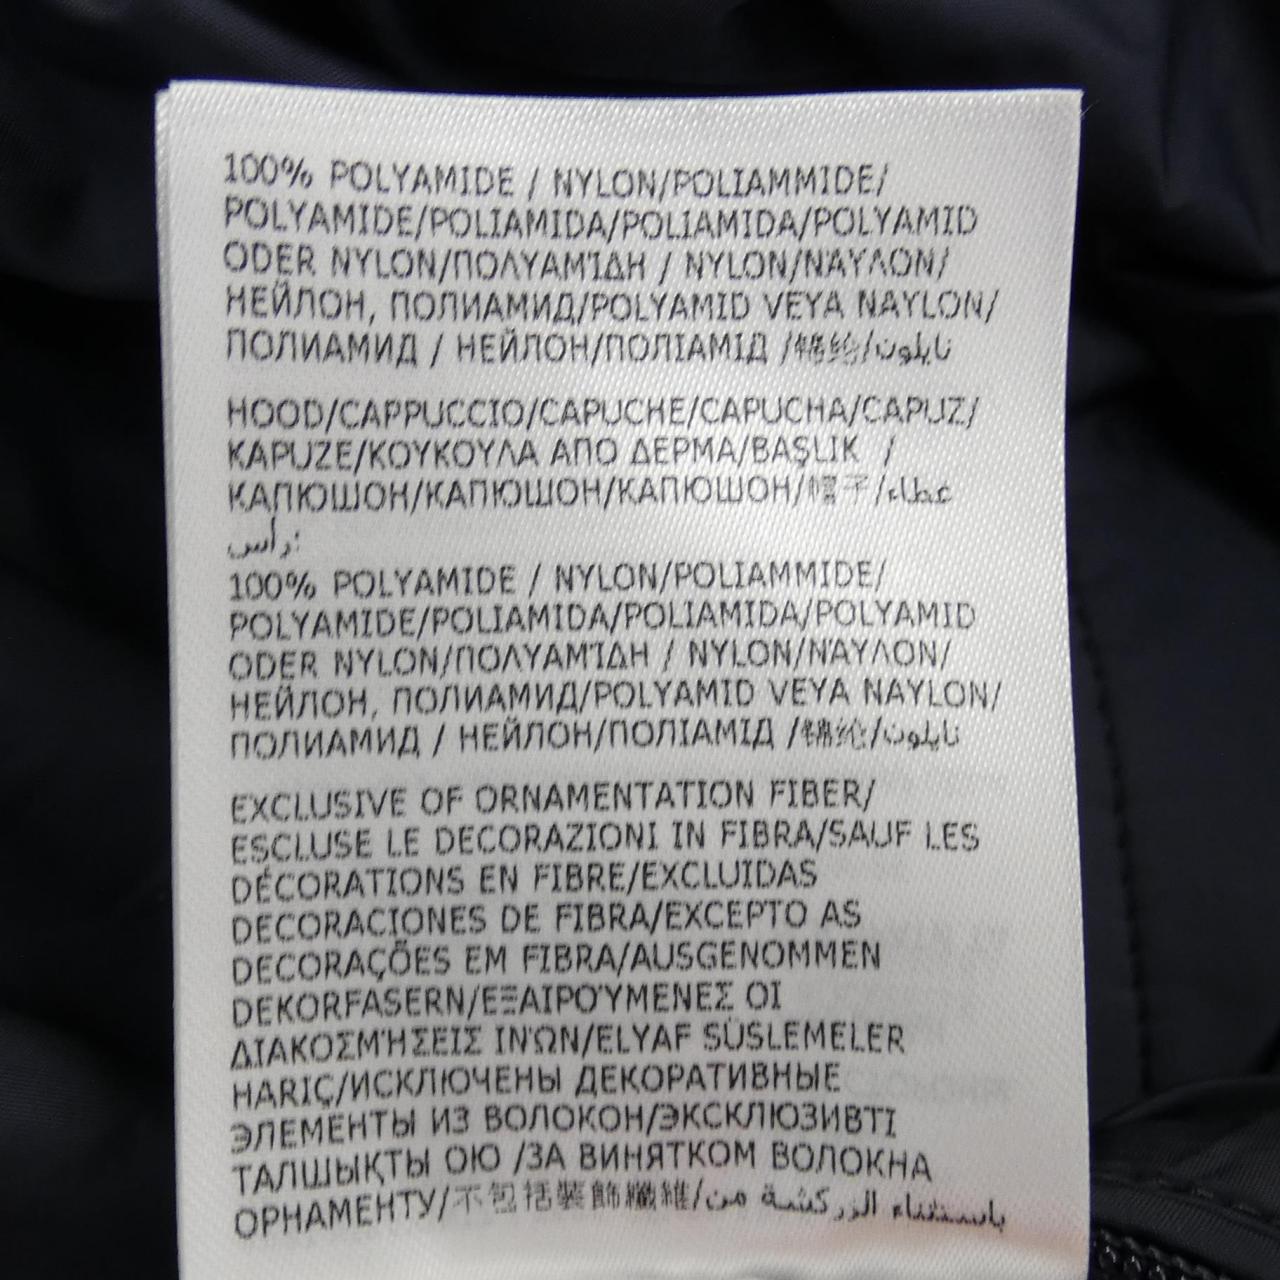 100% POLYAMIDE / NYLON/POLIAMMIDE/
POLYAMIDE/POLIAMIDA/POLIAMIDA/POLYAMID
ODER NYLON/ΠΟΛΥΑΜΊΔΗ / NYLON/ΝΆΥΛΟΝ/
НЕЙЛОН, ПОЛИАМИД/POLYAMID VEYA NAYLON/
ПОЛИАМИД / НЕЙЛОН/ПОЛІАМІД /锦纶/نايلون
HOOD/CAPPUCCIO/CAPUCHE/CAPUCHA/CAPUZ/
KAPUZE/ΚΟΥΚΟΥΛΑ ΑΠΟ ΔΕΡΜΑ/BAŞLIK /
КАПЮШОН/КАПЮШОН/КАПЮШОН/帽子/غطاء
رأس:
100% POLYAMIDE / NYLON/POLIAMMIDE/
POLYAMIDE/POLIAMIDA/POLIAMIDA/POLYAMID
ODER NYLON/ΠΟΛΥΑΜΊΔΗ / NYLON/ΝΆΥΛΟΝ/
НЕЙЛОН, ПОЛИАМИД/POLYAMID VEYA NAYLON/
ПОЛИАМИД / НЕЙЛОН/ПОЛІАМІД /锦纶/نايلون
EXCLUSIVE OF ORNAMENTATION FIBER/
ESCLUSE LE DECORAZIONI IN FIBRA/SAUF LES
DÉCORATIONS EN FIBRE/EXCLUIDAS
DECORACIONES DE FIBRA/EXCEPTO AS
DECORAÇÕES EM FIBRA/AUSGENOMMEN
DEKORFASERN/ΕΞΑΙΡΟΎΜΕΝΕΣ ΟΙ
ΔΙΑΚΟΣΜΉΣΕΙΣ ΙΝΏΝ/ELYAF SÜSLEMELER
HARIÇ/ИСКЛЮЧЕНЫ ДЕКОРАТИВНЫЕ
ЭЛЕМЕНТЫ ИЗ ВОЛОКОН/ЭКСКЛЮЗИВТІ
ТАЛШЫҚТЫ ОЮ /ЗА ВИНЯТКОМ ВОЛОКНА
ОРНАМЕНТУ/不包括裝飾纖維/باستثناء الزركشة من